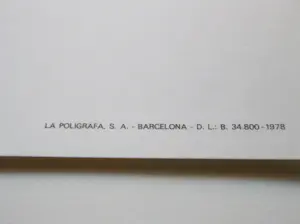 LA POLIGRAFA, S. A. - BARCELONA - D. L.: B. 34.800 - 1978